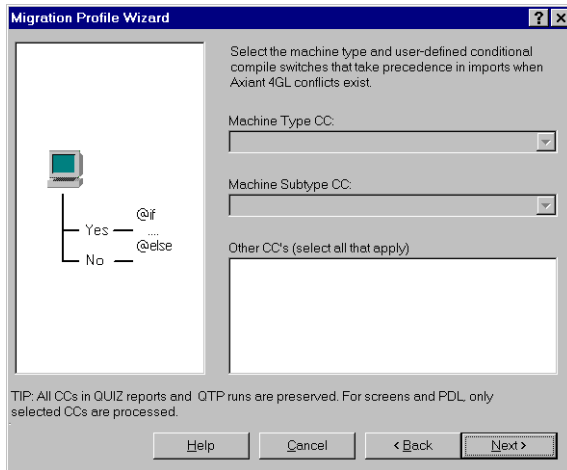 Migration Profile Wizard
Select the machine type and user-defined conditional
compile switches that take precedence in imports when
Axiant 4GL conflicts exist.
Machine Type CC:
Machine Subtype CC:
@if
Yes
....
@else
No
Other CC's (select all that apply)
TIP: All CCs in QUIZ reports and QTP runs are preserved. For screens and PDL, only
selected CCs are processed.
Help
Cancel
< Back
Next >